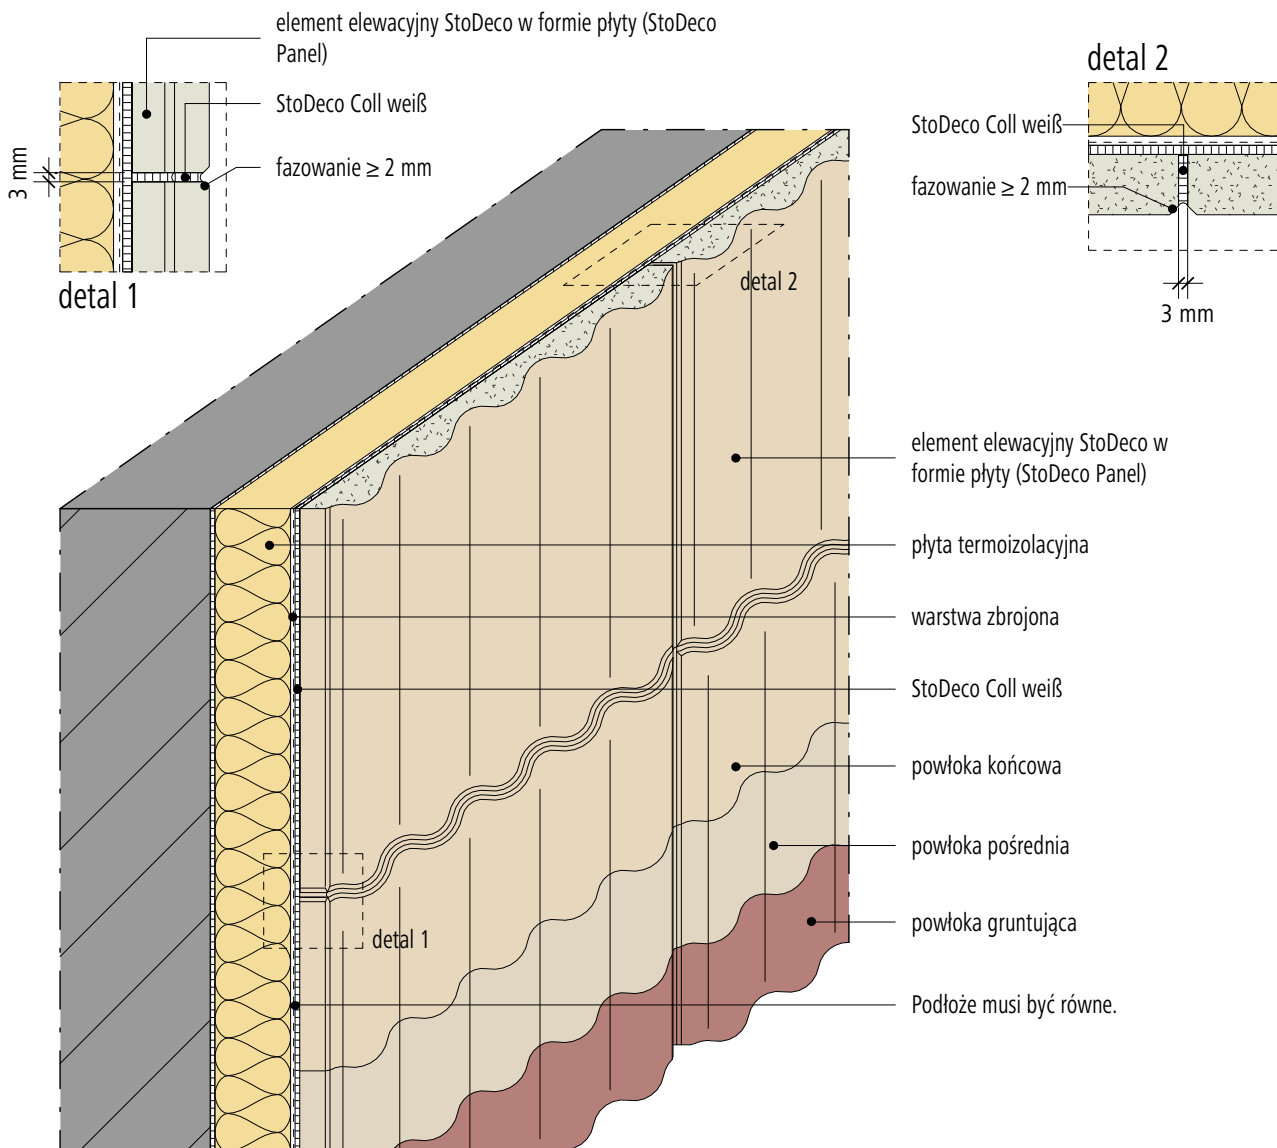 element elewacyjny StoDeco w formie płyty (StoDeco
Panel)
StoDeco Coll weiß
fazowanie ≥ 2 mm
3 mm
detal 1
detal 2
StoDeco Coll weiß
fazowanie ≥ 2 mm
3 mm
detal 2
element elewacyjny StoDeco w
formie płyty (StoDeco Panel)
płyta termoizolacyjna
warstwa zbrojona
StoDeco Coll weiß
powłoka końcowa
powłoka pośrednia
powłoka gruntująca
detal 1
Podłoże musi być równe.